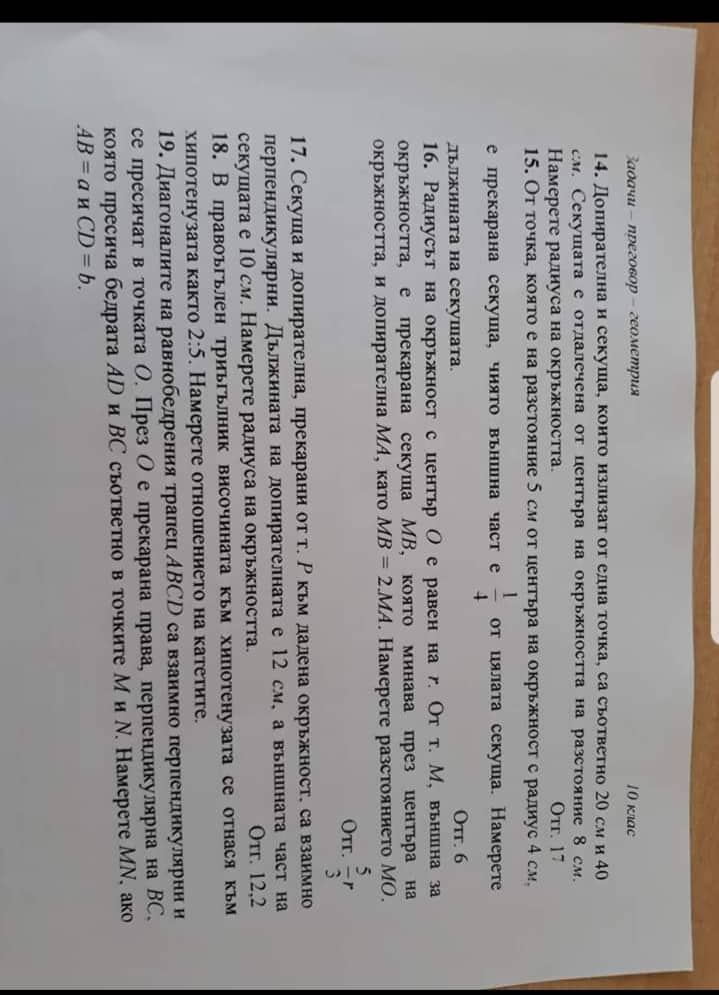 Задачи – преговор – геометрия 10 клас
14. Допирателна и секуща, които излизат от една точка, са съответно 20 см и 40
см. Секущата е отдалечена от центъра на окръжността на разстояние 8 см.
Намерете радиуса на окръжността. Отг. 17
15. От точка, която е на разстояние 5 см от центъра на окръжност с радиус 4 см,
е прекарана секуща, чиято външна част е 1/4 от цялата секуща. Намерете
дължината на секущата. Отг. 6
16. Радиусът на окръжност с център O е равен на r. От т. M, външна за
окръжността, е прекарана секуща MB, която минава през центъра на
окръжността, и допирателна MA, като MB = 2.MA. Намерете разстоянието MO.
Отг. 5/3 r
17. Секуща и допирателна, прекарани от т. P към дадена окръжност, са взаимно
перпендикулярни. Дължината на допирателната е 12 см, а външната част на
секущата е 10 см. Намерете радиуса на окръжността. Отг. 12,2
18. В правоъгълен триъгълник височината към хипотенузата се отнася към
хипотенузата както 2:5. Намерете отношението на катетите.
19. Диагоналите на равнобедрения трапец ABCD са взаимно перпендикулярни и
се пресичат в точката O. През O е прекарана права, перпендикулярна на BC,
която пресича бедрата AD и BC съответно в точките M и N. Намерете MN, ако
AB = a и CD = b.